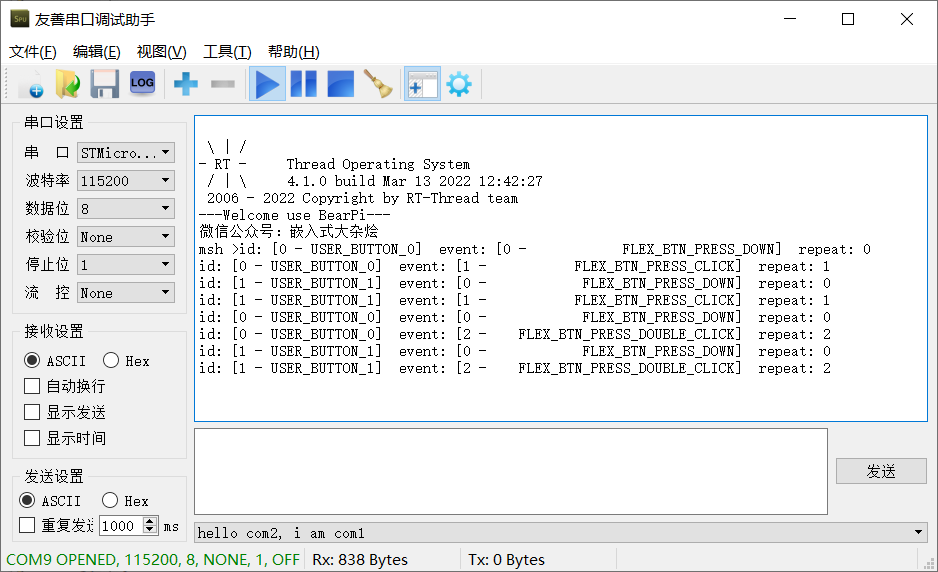 友善串口调试助手
文件(F) 编辑(E) 视图(V) 工具(T) 帮助(H)
LOG
串口设置
串 口 STMicro...
波特率 115200
数据位 8
校验位 None
停止位 1
流 控 None
接收设置
ASCII Hex
自动换行
显示发送
显示时间
发送设置
ASCII Hex
重复发 1000 ms
\ | /
- RT -     Thread Operating System
/ | \     4.1.0 build Mar 13 2022 12:42:27
2006 - 2022 Copyright by RT-Thread team
---Welcome use BearPi---
微信公众号：嵌入式大杂烩
msh >id: [0 - USER_BUTTON_0]  event: [0 -            FLEX_BTN_PRESS_DOWN]  repeat: 0
id: [0 - USER_BUTTON_0]  event: [1 -           FLEX_BTN_PRESS_CLICK]  repeat: 1
id: [1 - USER_BUTTON_1]  event: [0 -            FLEX_BTN_PRESS_DOWN]  repeat: 0
id: [1 - USER_BUTTON_1]  event: [1 -           FLEX_BTN_PRESS_CLICK]  repeat: 1
id: [0 - USER_BUTTON_0]  event: [0 -            FLEX_BTN_PRESS_DOWN]  repeat: 0
id: [0 - USER_BUTTON_0]  event: [2 -    FLEX_BTN_PRESS_DOUBLE_CLICK]  repeat: 2
id: [1 - USER_BUTTON_1]  event: [0 -            FLEX_BTN_PRESS_DOWN]  repeat: 0
id: [1 - USER_BUTTON_1]  event: [2 -    FLEX_BTN_PRESS_DOUBLE_CLICK]  repeat: 2
发送
hello com2, i am com1
COM9 OPENED, 115200, 8, NONE, 1, OFF Rx: 838 Bytes Tx: 0 Bytes